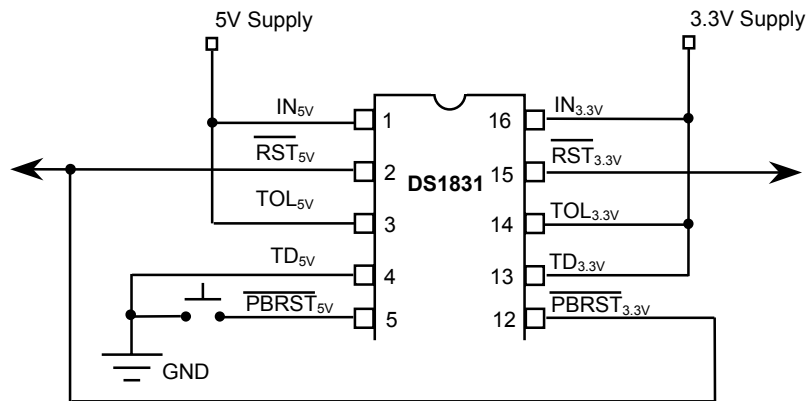 5V Supply
3.3V Supply
IN5V
1
16
IN3.3V
RST5V
2
15
RST3.3V
DS1831
TOL5V
3
14
TOL3.3V
TD5V
4
13
TD3.3V
PBRST5V
5
12
PBRST3.3V
GND